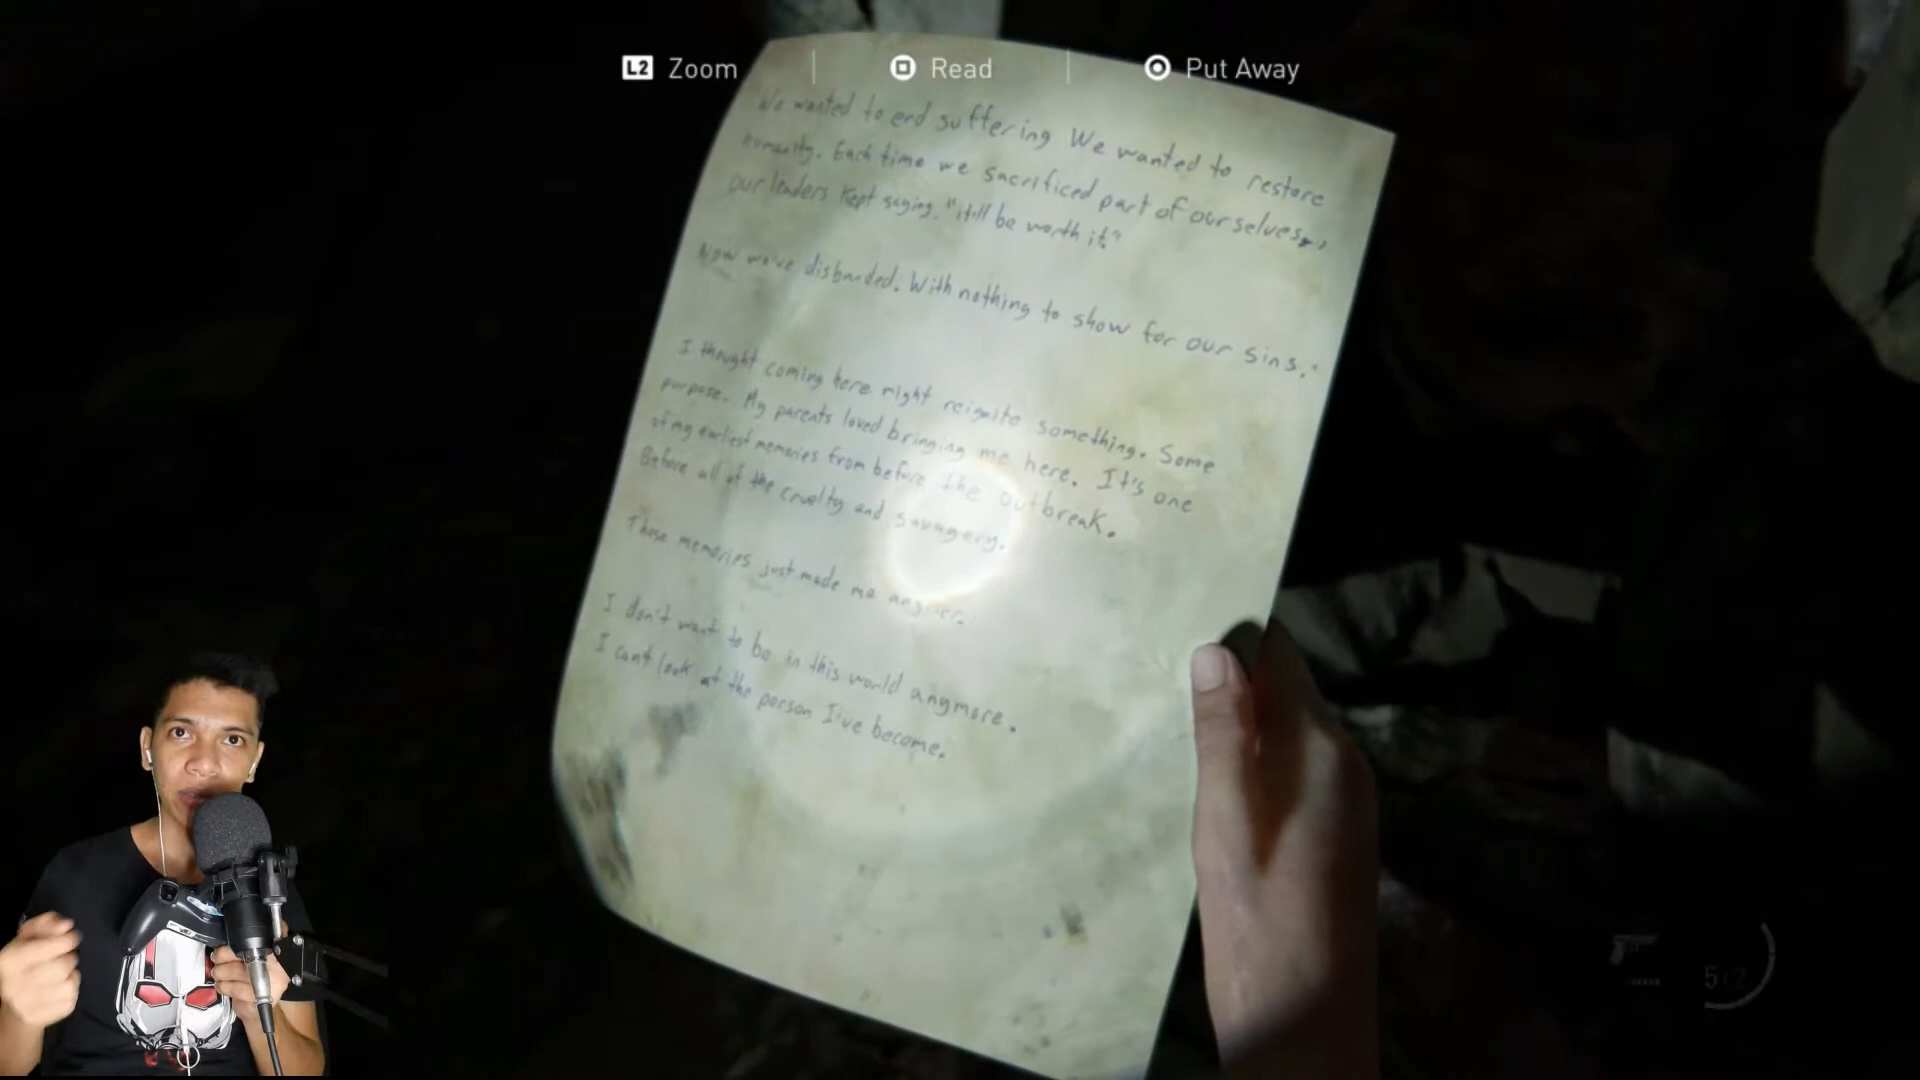 L2 Zoom Read Put Away
We wanted to end suffering We wanted to restore
humanity. Each time we sacrificed part of ourselves,
our leaders kept saying, "it'll be worth it."
Now we've disbanded. With nothing to show for our sins.
I thought coming here might reignite something. Some
purpose. My parents loved bringing me here. It's one
of my earliest memories from before the outbreak.
Before all of the cruelty and savagery.
Those memories just made me angrier.
I don't want to be in this world anymore.
I can't look at the person I've become.